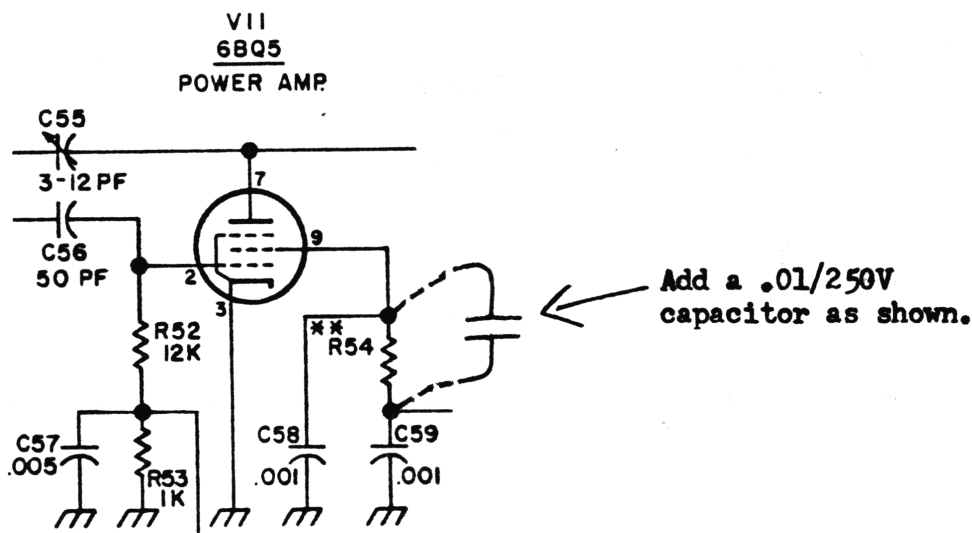 V11
6BQ5
POWER AMP.
C55
3-12 PF
7
C56
50 PF
9
2
3
R52
12K
**
R54
Add a .01/250V
capacitor as shown.
C57
.005
R53
1K
C58
.001
C59
.001